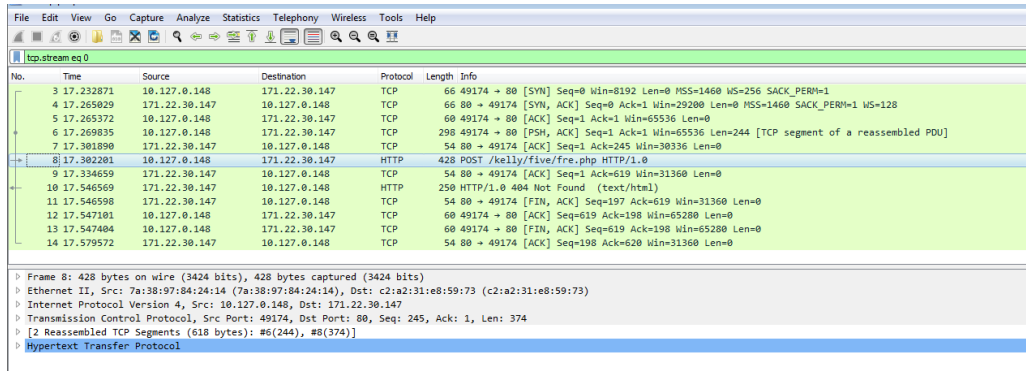 File Edit View Go Capture Analyze Statistics Telephony Wireless Tools Help
tcp.stream eq 0
No. Time Source Destination Protocol Length Info
3 17.232871 10.127.0.148 171.22.30.147 TCP 66 49174 → 80 [SYN] Seq=0 Win=8192 Len=0 MSS=1460 WS=256 SACK_PERM=1
4 17.265029 171.22.30.147 10.127.0.148 TCP 66 80 → 49174 [SYN, ACK] Seq=0 Ack=1 Win=29200 Len=0 MSS=1460 SACK_PERM=1 WS=128
5 17.265372 10.127.0.148 171.22.30.147 TCP 60 49174 → 80 [ACK] Seq=1 Ack=1 Win=65536 Len=0
6 17.269835 10.127.0.148 171.22.30.147 TCP 298 49174 → 80 [PSH, ACK] Seq=1 Ack=1 Win=65536 Len=244 [TCP segment of a reassembled PDU]
7 17.301890 171.22.30.147 10.127.0.148 TCP 54 80 → 49174 [ACK] Seq=1 Ack=245 Win=30336 Len=0
8 17.302201 10.127.0.148 171.22.30.147 HTTP 428 POST /kelly/five/fre.php HTTP/1.0
9 17.334659 171.22.30.147 10.127.0.148 TCP 54 80 → 49174 [ACK] Seq=1 Ack=619 Win=31360 Len=0
10 17.546569 171.22.30.147 10.127.0.148 HTTP 250 HTTP/1.0 404 Not Found (text/html)
11 17.546598 171.22.30.147 10.127.0.148 TCP 54 80 → 49174 [FIN, ACK] Seq=197 Ack=619 Win=31360 Len=0
12 17.547101 10.127.0.148 171.22.30.147 TCP 60 49174 → 80 [ACK] Seq=619 Ack=198 Win=65280 Len=0
13 17.547404 10.127.0.148 171.22.30.147 TCP 60 49174 → 80 [FIN, ACK] Seq=619 Ack=198 Win=65280 Len=0
14 17.579572 171.22.30.147 10.127.0.148 TCP 54 80 → 49174 [ACK] Seq=198 Ack=620 Win=31360 Len=0
Frame 8: 428 bytes on wire (3424 bits), 428 bytes captured (3424 bits)
Ethernet II, Src: 7a:38:97:84:24:14 (7a:38:97:84:24:14), Dst: c2:a2:31:e8:59:73 (c2:a2:31:e8:59:73)
Internet Protocol Version 4, Src: 10.127.0.148, Dst: 171.22.30.147
Transmission Control Protocol, Src Port: 49174, Dst Port: 80, Seq: 245, Ack: 1, Len: 374
[2 Reassembled TCP Segments (618 bytes): #6(244), #8(374)]
Hypertext Transfer Protocol